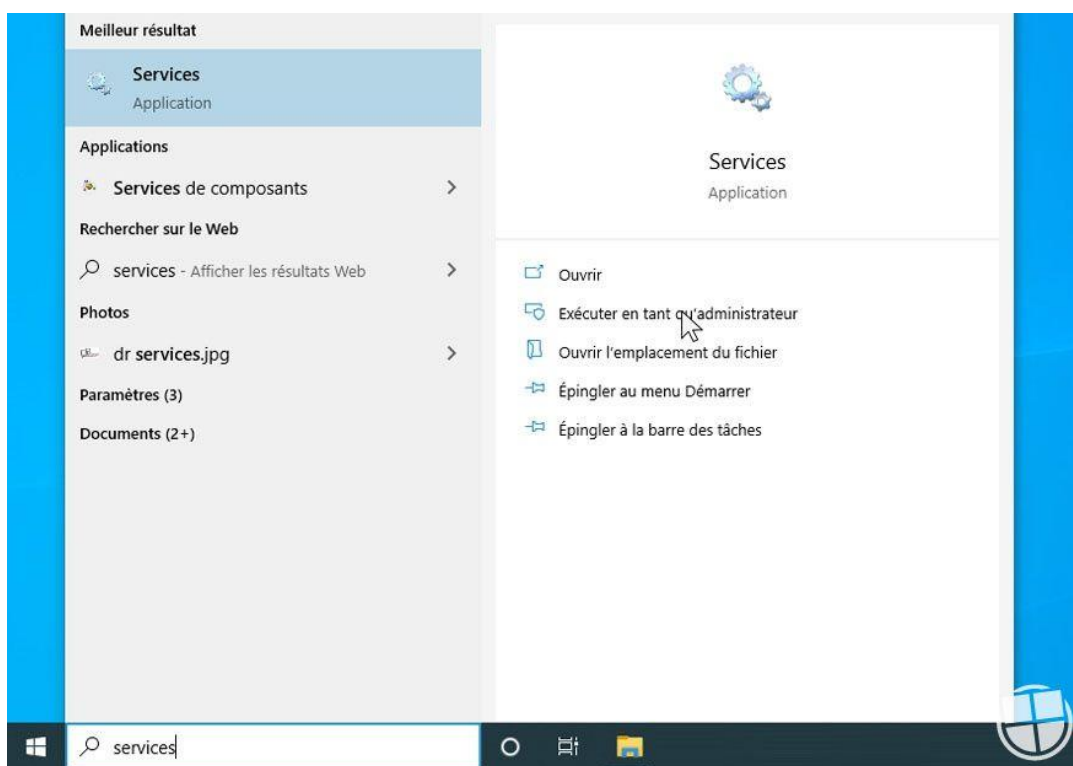 Meilleur résultat
Services
Application
Applications
Services de composants
Rechercher sur le Web
services - Afficher les résultats Web
Photos
dr services.jpg
Paramètres (3)
Documents (2+)
Services
Application
Ouvrir
Exécuter en tant qu'administrateur
Ouvrir l'emplacement du fichier
Épingler au menu Démarrer
Épingler à la barre des tâches
services